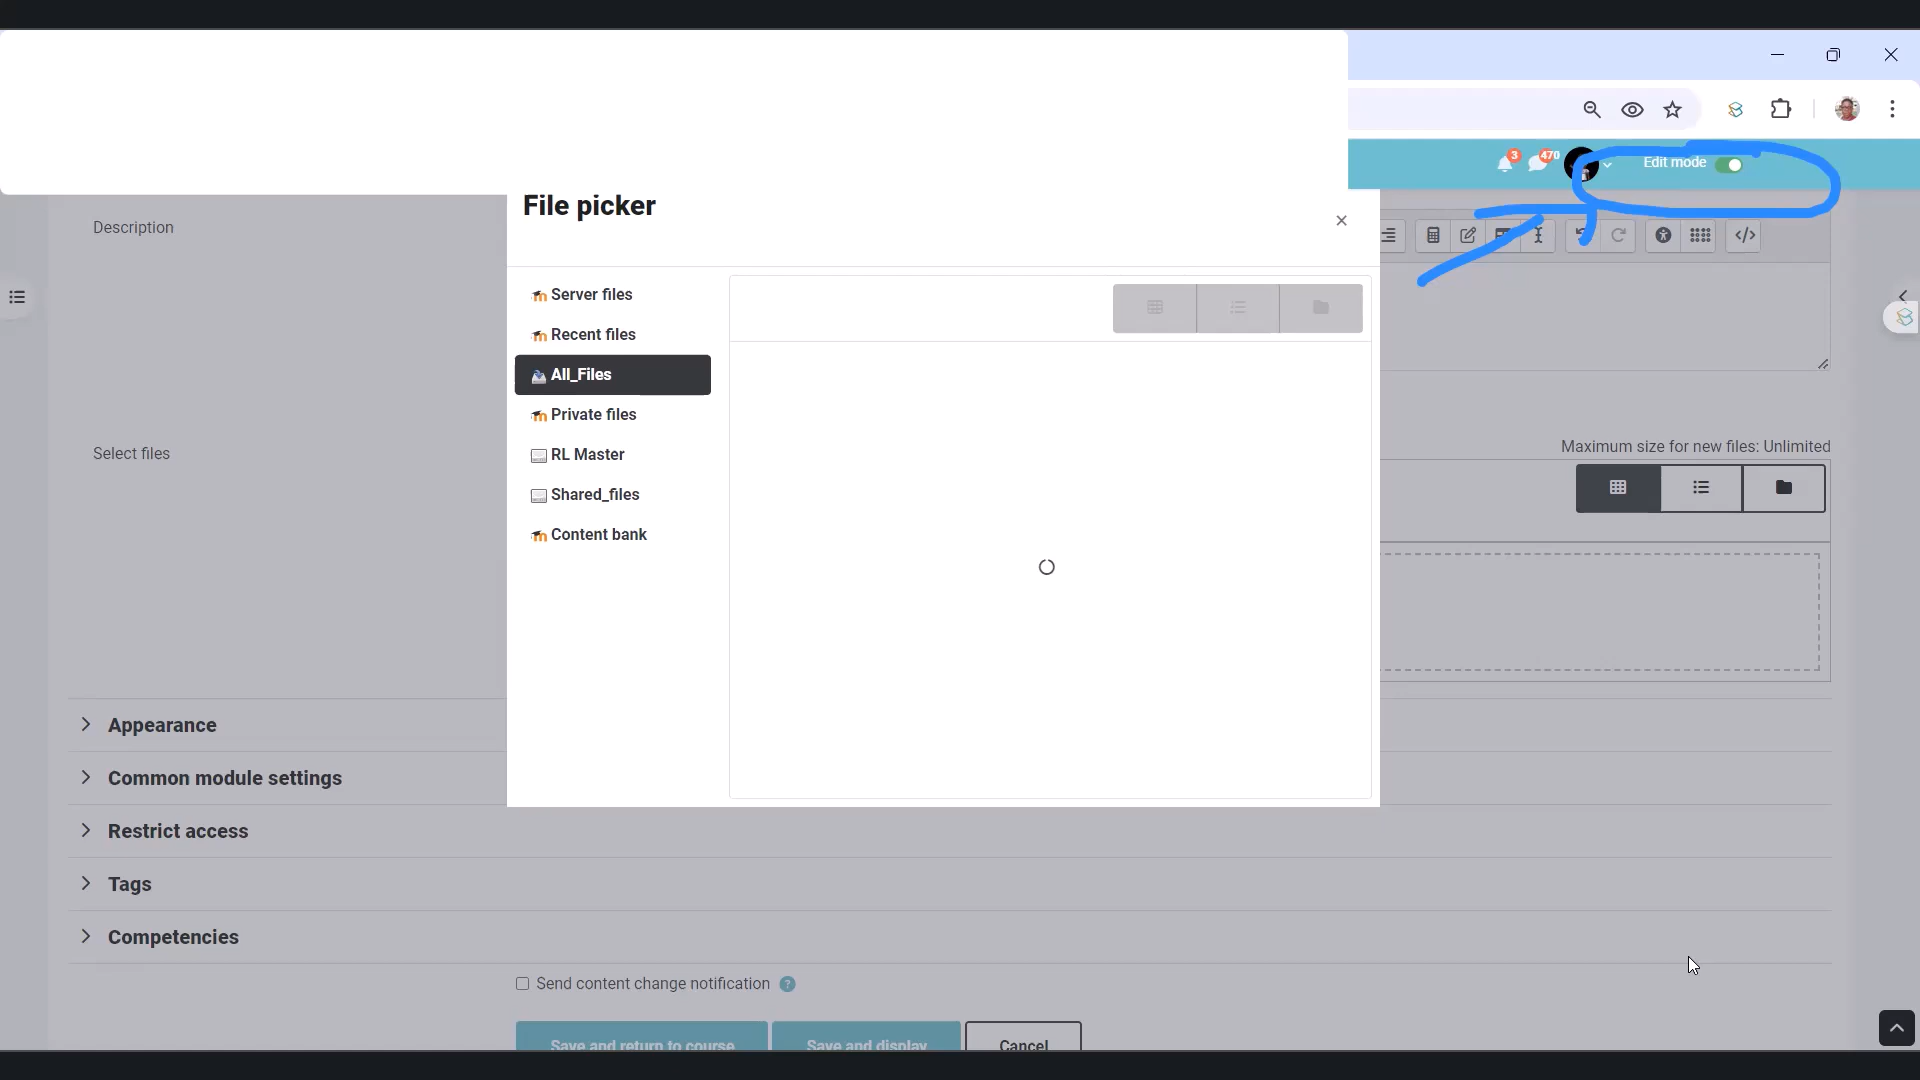 3
470
Edit mode
File picker
Description
Server files
Recent files
All_Files
Private files
RL Master
Shared_files
Content bank
Select files
Maximum size for new files: Unlimited
Appearance
Common module settings
Restrict access
Tags
Competencies
Send content change notification
Save and return to course
Save and display
Cancel